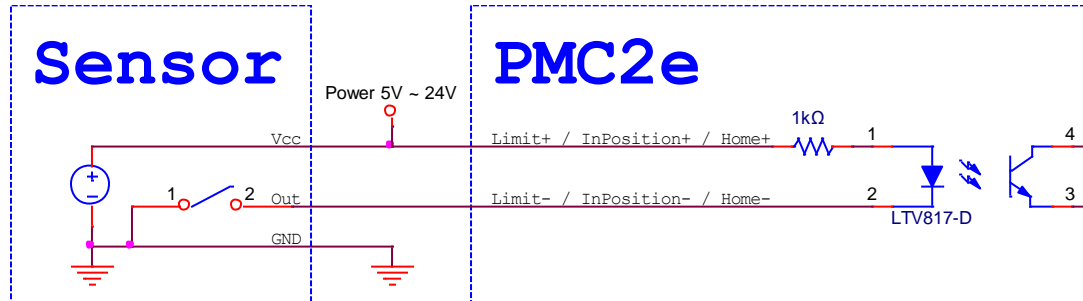 Sensor
PMC2e
Power 5V ~ 24V
1kΩ
Vcc
Limit+ / InPosition+ / Home+
1
4
1
2
Out
Limit- / InPosition- / Home-
2
3
LTV817-D
GND